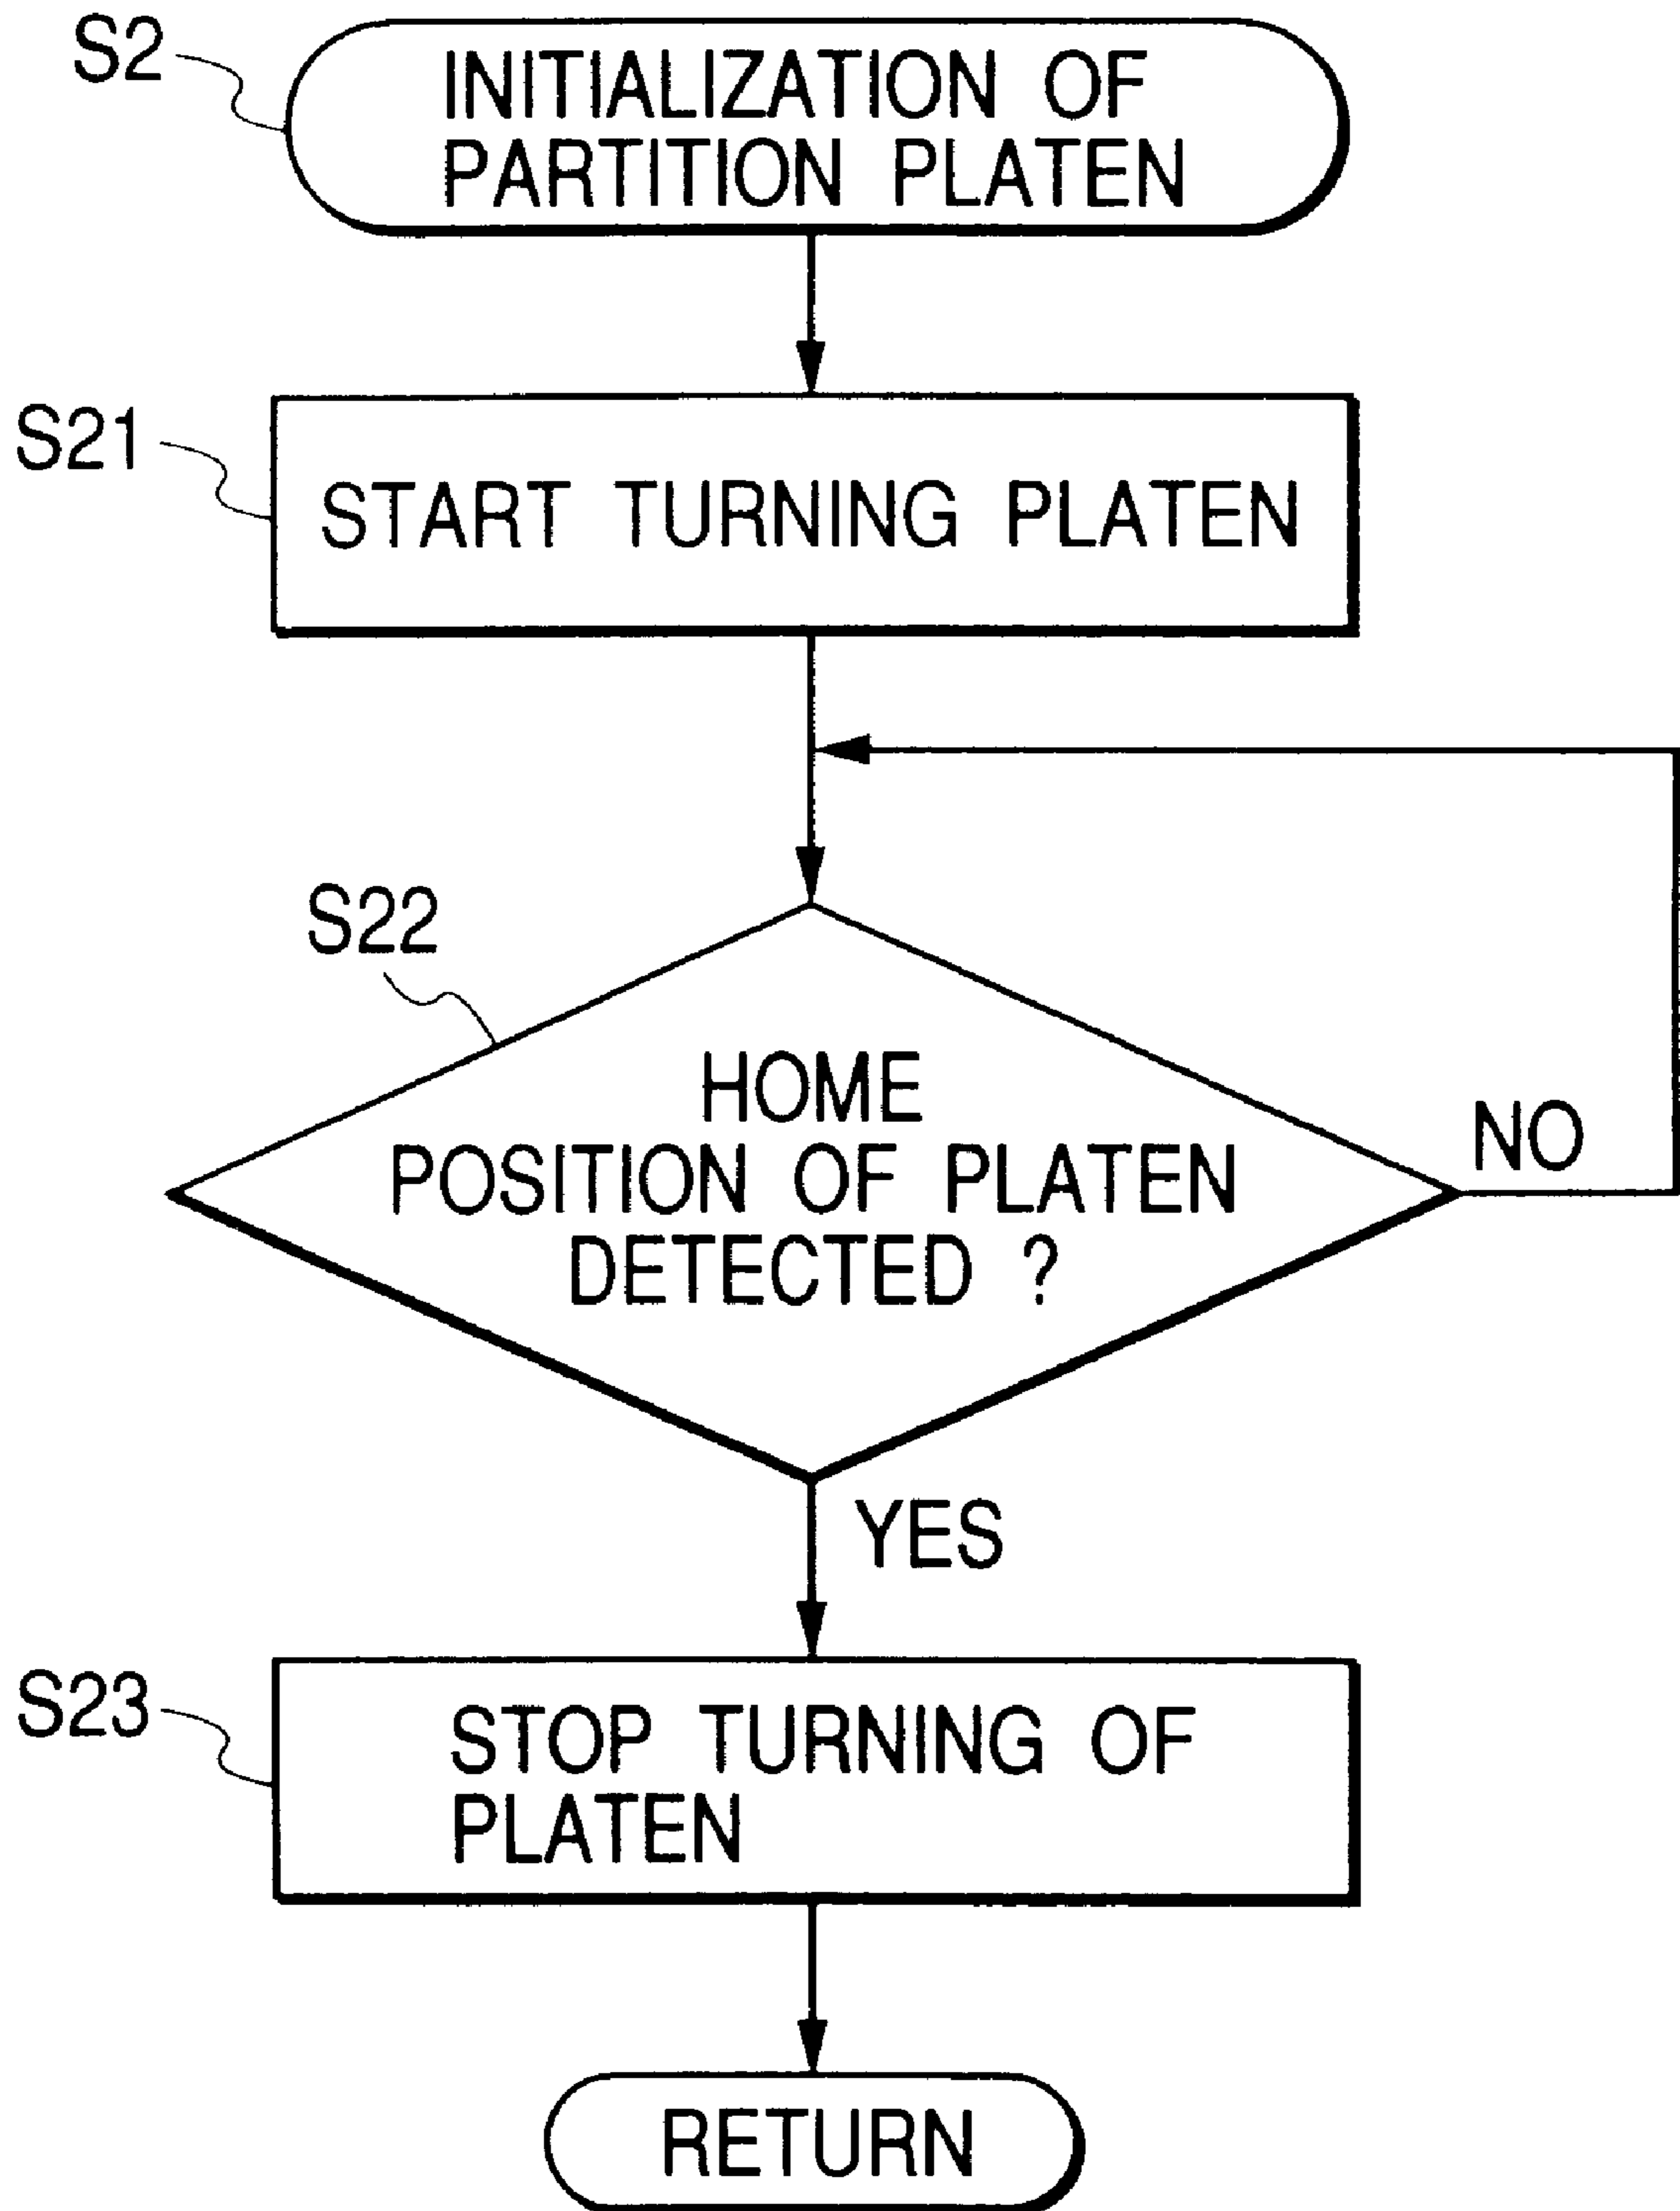 S2
INITIALIZATION OF
PARTITION PLATEN
S21
START TURNING PLATEN
S22
HOME
POSITION OF PLATEN
DETECTED ?
NO
YES
S23
STOP TURNING OF
PLATEN
RETURN